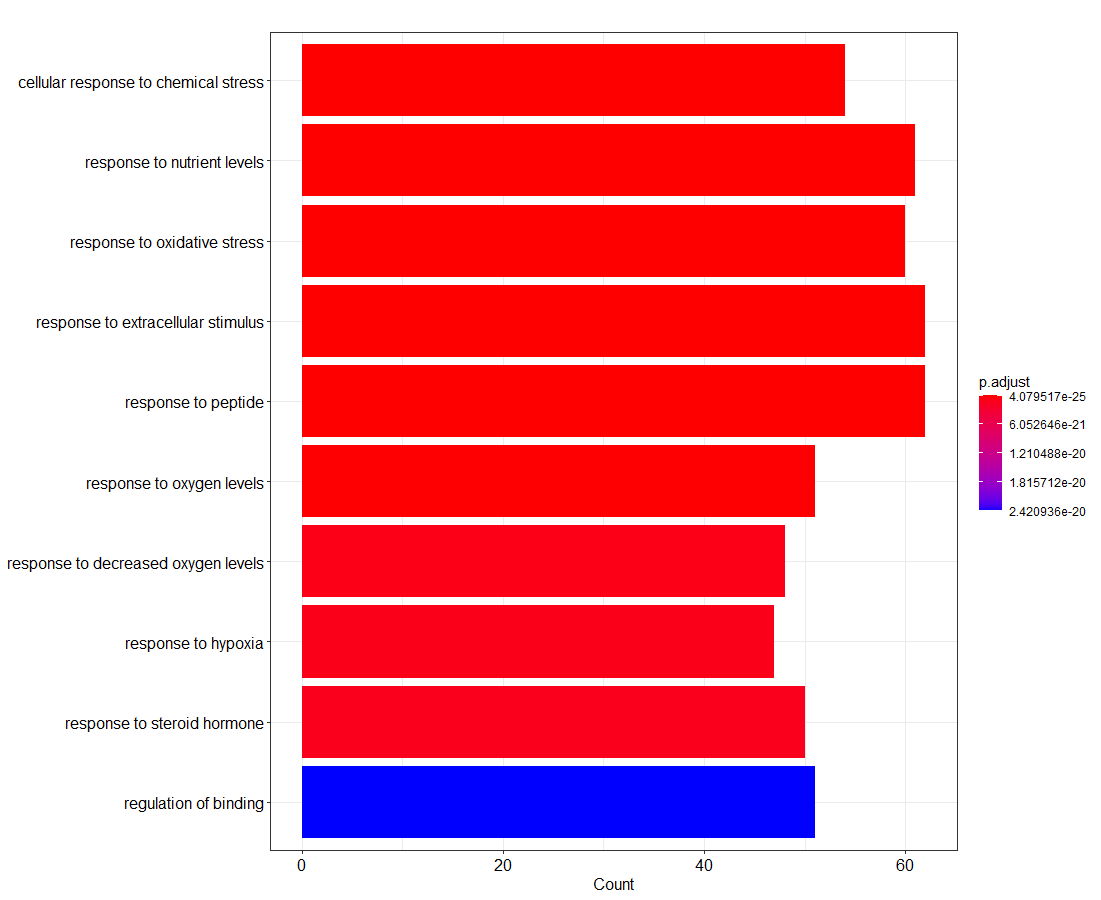 cellular response to chemical stress
response to nutrient levels
response to oxidative stress
response to extracellular stimulus
response to peptide
response to oxygen levels
response to decreased oxygen levels
response to hypoxia
response to steroid hormone
regulation of binding
0 20 40 60
Count
p.adjust
4.079517e-25
6.052646e-21
1.210488e-20
1.815712e-20
2.420936e-20